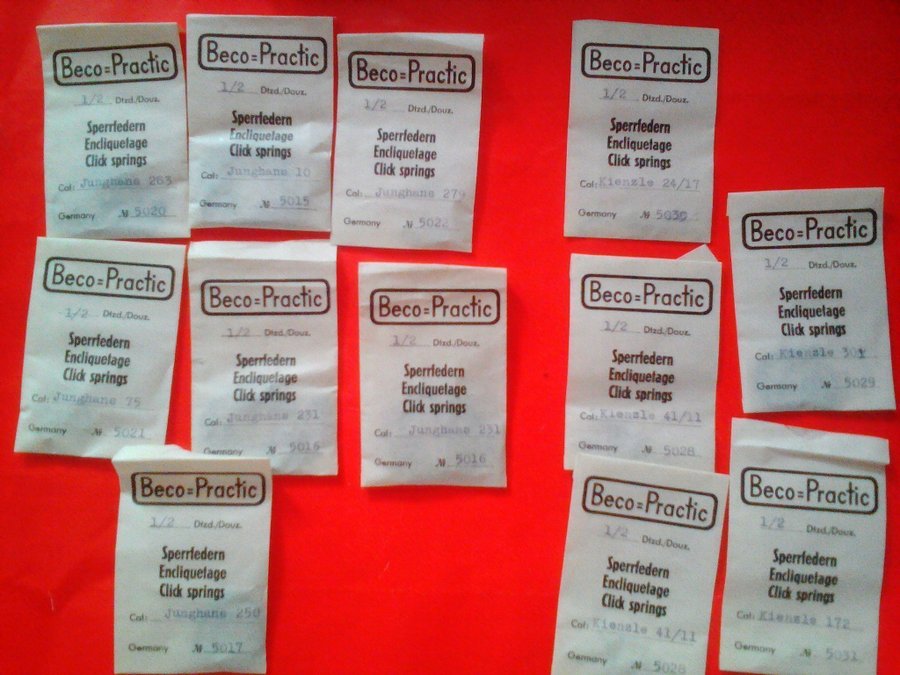 Beco=Practic
1/2 Dtzd./Douz.
Sperrfedern
Encliquetage
Click springs
Cal: Junghans 263
Germany № 5020
Beco=Practic
1/2 Dtzd./Douz.
Sperrfedern
Encliquetage
Click springs
Cal: Junghans 10
Germany № 5015
Beco=Practic
1/2 Dtzd./Douz.
Sperrfedern
Encliquetage
Click springs
Cal: Junghans 279
Germany № 5022
Beco=Practic
1/2 Dtzd./Douz.
Sperrfedern
Encliquetage
Click springs
Cal: Kienzle 24/17
Germany № 5030
Beco=Practic
1/2 Dtzd./Douz.
Sperrfedern
Encliquetage
Click springs
Cal: Kienzle
Germany № 5029
Beco=Practic
1/2 Dtzd./Douz.
Sperrfedern
Encliquetage
Click springs
Cal: Junghans 75
Germany № 5021
Beco=Practic
1/2 Dtzd./Douz.
Sperrfedern
Encliquetage
Click springs
Cal: Junghans 231
Germany № 5016
Beco=Practic
1/2 Dtzd./Douz.
Sperrfedern
Encliquetage
Click springs
Cal: Junghans 231
Germany № 5016
Beco=Practic
1/2 Dtzd./Douz.
Sperrfedern
Encliquetage
Click springs
Cal: Kienzle 41/11
Germany № 5028
Beco=Practic
1/2 Dtzd./Douz.
Sperrfedern
Encliquetage
Click springs
Cal: Junghans 250
Germany № 5017
Beco=Practic
1/2 Dtzd./Douz.
Sperrfedern
Encliquetage
Click springs
Cal: Kienzle 41/11
Germany № 5028
Beco=Practic
1/2 Dtzd./Douz.
Sperrfedern
Encliquetage
Click springs
Cal: Kienzle 172
Germany № 5031